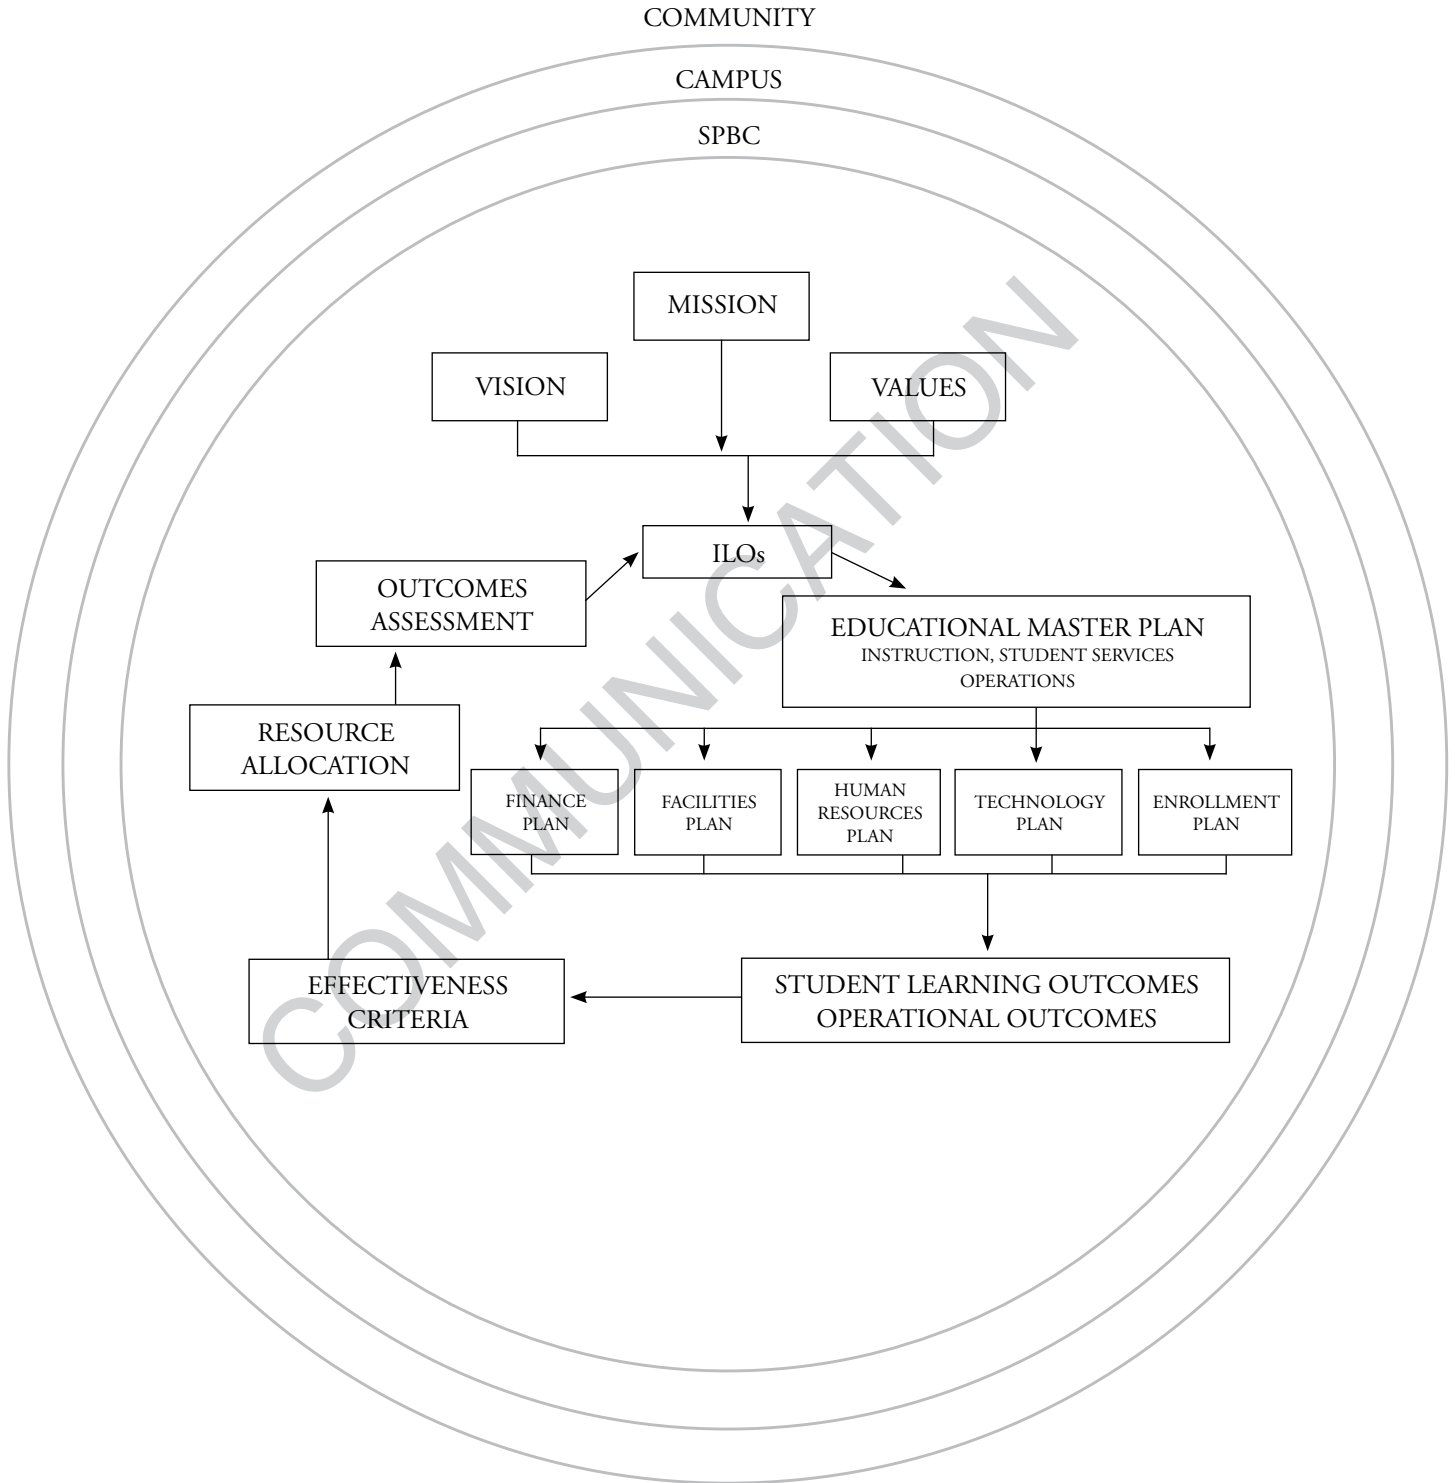 COMMUNITY
CAMPUS
SPBC
MISSION
VISION
VALUES
ILOs
OUTCOMES
ASSESSMENT
EDUCATIONAL MASTER PLAN
INSTRUCTION, STUDENT SERVICES
OPERATIONS
RESOURCE
ALLOCATION
FINANCE
PLAN
FACILITIES
PLAN
HUMAN
RESOURCES
PLAN
TECHNOLOGY
PLAN
ENROLLMENT
PLAN
EFFECTIVENESS
CRITERIA
STUDENT LEARNING OUTCOMES
OPERATIONAL OUTCOMES
COMMUNICATION